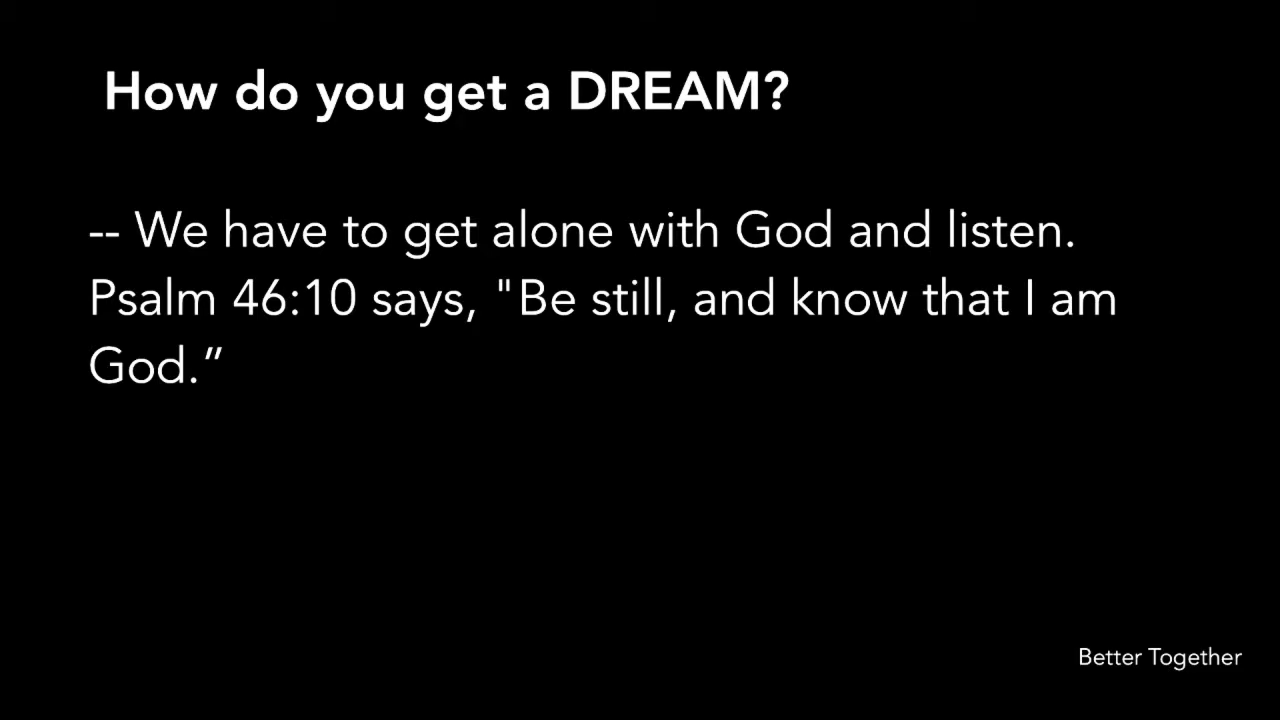 How do you get a DREAM?
-- We have to get alone with God and listen.
Psalm 46:10 says, "Be still, and know that I am
God.”
Better Together